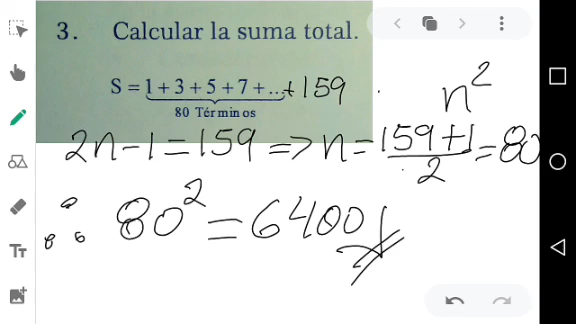 3. Calcular la suma total.
S = 1 + 3 + 5 + 7 + ... + 159
80 Términos
n²
2n - 1 = 159 => n = (159 + 1)/2 = 80
∴ 80² = 6400
Tт